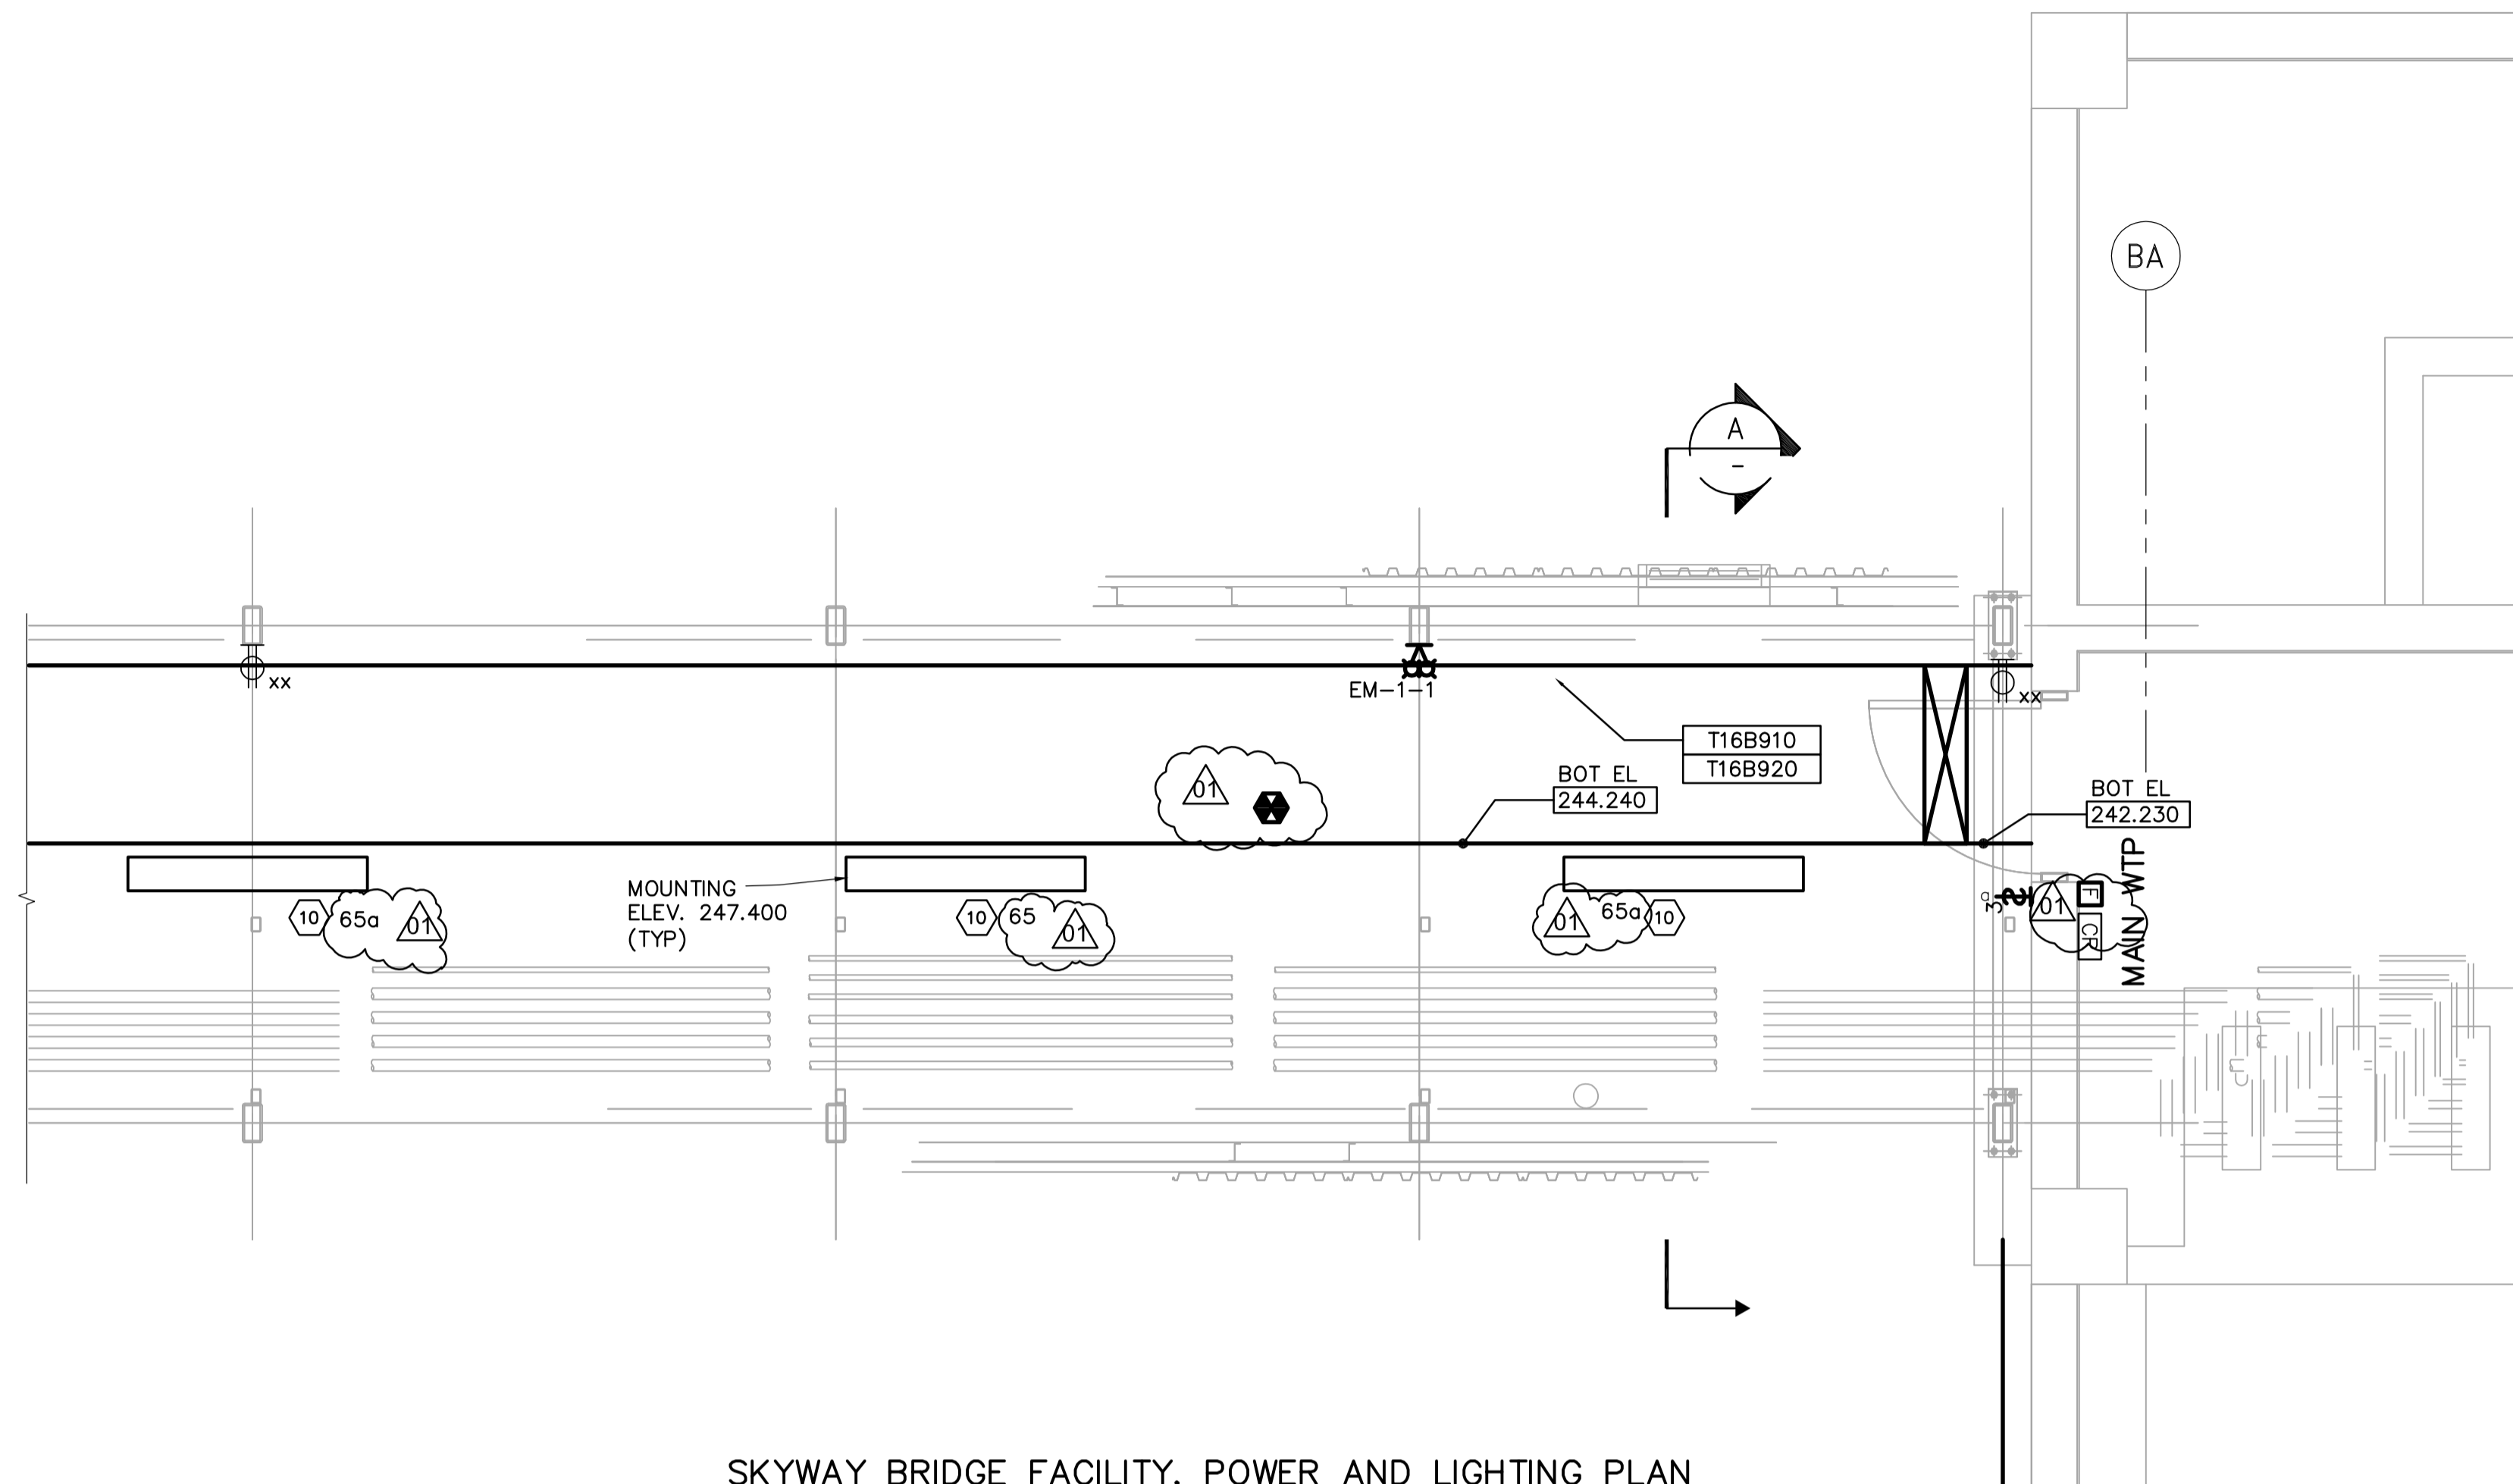 BA
A
-
xx
EM-1-1
xx
T16B910
T16B920
BOT EL
244.240
BOT EL
242.230
01
MOUNTING
ELEV. 247.400
(TYP)
10
65a
01
10
65
01
01
65a
10
a
3
01
F
CR
MAIN WTP
SKYWAY BRIDGE FACILITY, POWER AND LIGHTING PLAN